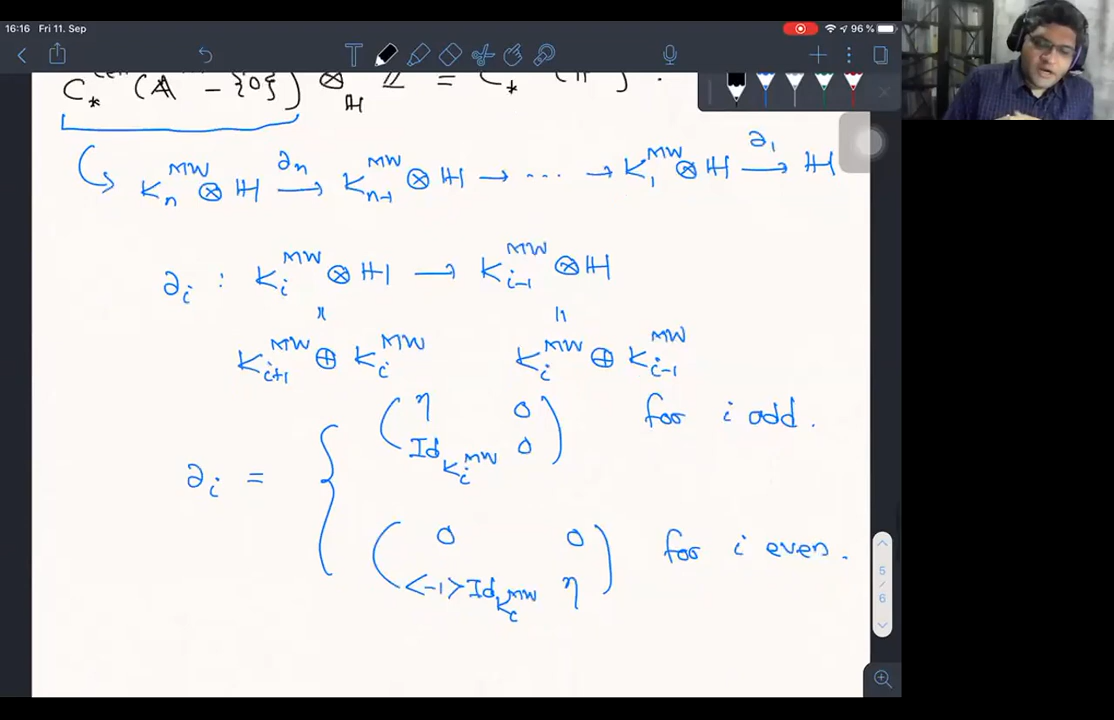 16:16 Fri 11. Sep 96 %
C_* (𝔸 - {0}) ⊗_ℍ ℤ = C_*
↪ K_n^{MW} ⊗ ℍ →^{∂_n} K_{n-1}^{MW} ⊗ ℍ → ⋯ → K_1^{MW} ⊗ ℍ →^{∂_1} ℍ
∂_i : K_i^{MW} ⊗ ℍ → K_{i-1}^{MW} ⊗ ℍ
|| ||
K_{i+1}^{MW} ⊕ K_i^{MW} K_i^{MW} ⊕ K_{i-1}^{MW}
∂_i = { ( η 0
Id_{K_i^{MW}} 0 ) for i odd.
( 0 0
<-1>Id_{K_i^{MW}} η ) for i even.
5
/
6